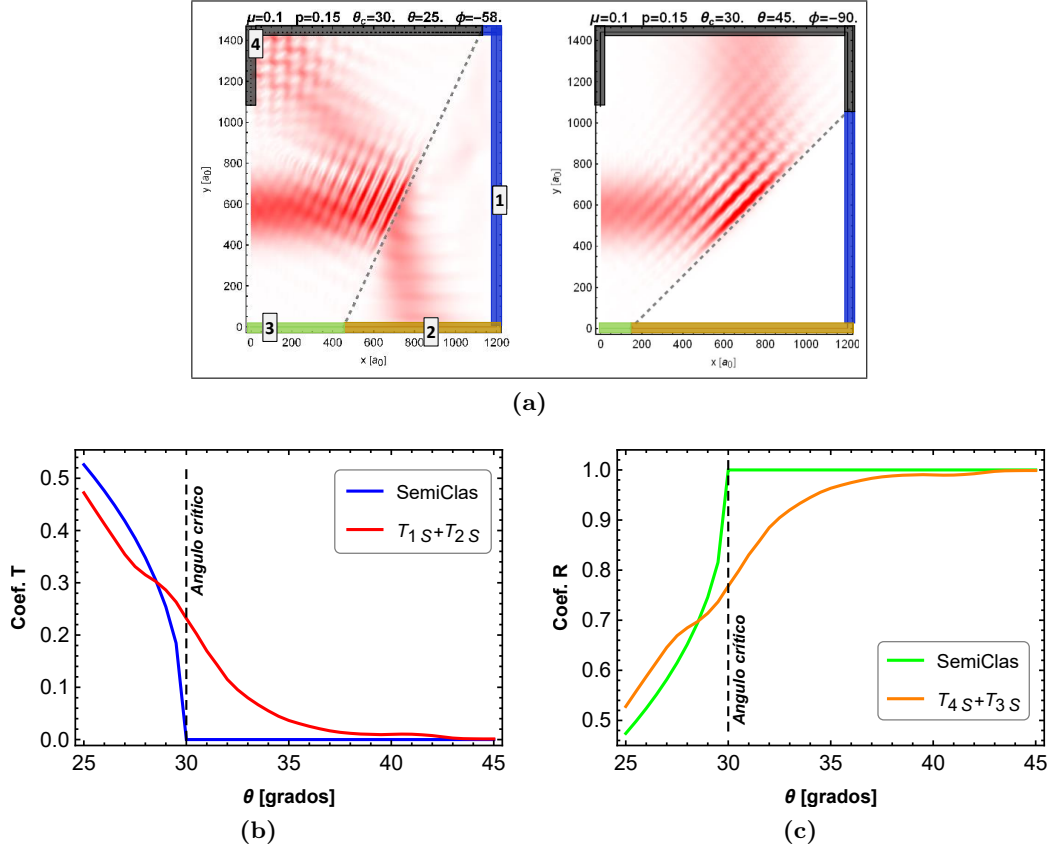 μ=0.1 p=0.15 θc=30. θ=25. ϕ=−58.
μ=0.1 p=0.15 θc=30. θ=45. ϕ=−90.
1400
1200
1000
800
600
400
200
0
y [a₀]
4
1
3
2
0 200 400 600 800 1000 1200
x [a₀]
1400
1200
1000
800
600
400
200
0
y [a₀]
0 200 400 600 800 1000 1200
x [a₀]
(a)
Coef. T
0.5
0.4
0.3
0.2
0.1
0.0
Angulo crítico
SemiClas
T1 S+T2 S
25 30 35 40 45
θ [grados]
(b)
Coef. R
1.0
0.9
0.8
0.7
0.6
0.5
Angulo crítico
SemiClas
T4 S+T3 S
25 30 35 40 45
θ [grados]
(c)